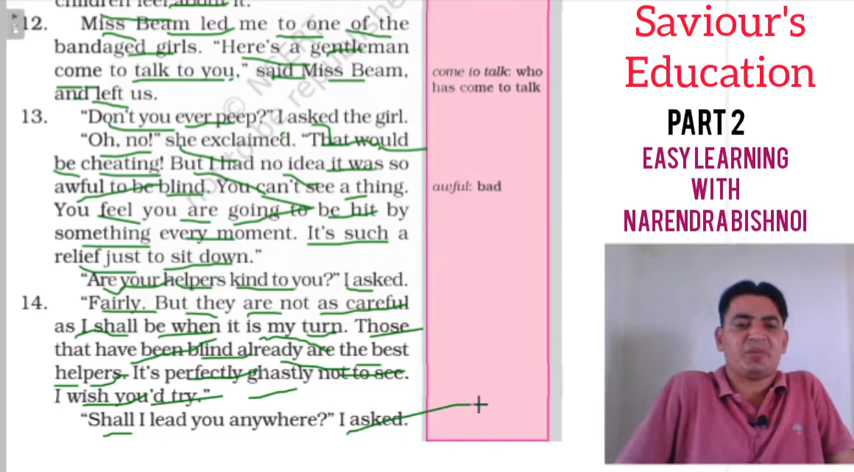 12. Miss Beam led me to one of the
bandaged girls. “Here's a gentleman
come to talk to you,” said Miss Beam,
and left us.
13. “Don't you ever peep?” I asked the girl.
“Oh, no!” she exclaimed. “That would
be cheating! But I had no idea it was so
awful to be blind. You can't see a thing.
You feel you are going to be hit by
something every moment. It's such a
relief just to sit down.”
“Are your helpers kind to you?” I asked.
14. “Fairly. But they are not as careful
as I shall be when it is my turn. Those
that have been blind already are the best
helpers. It's perfectly ghastly not to see.
I wish you'd try.”
“Shall I lead you anywhere?” I asked.
come to talk: who
has come to talk
awful: bad
Saviour's
Education
PART 2
EASY LEARNING
WITH
NARENDRA BISHNOI